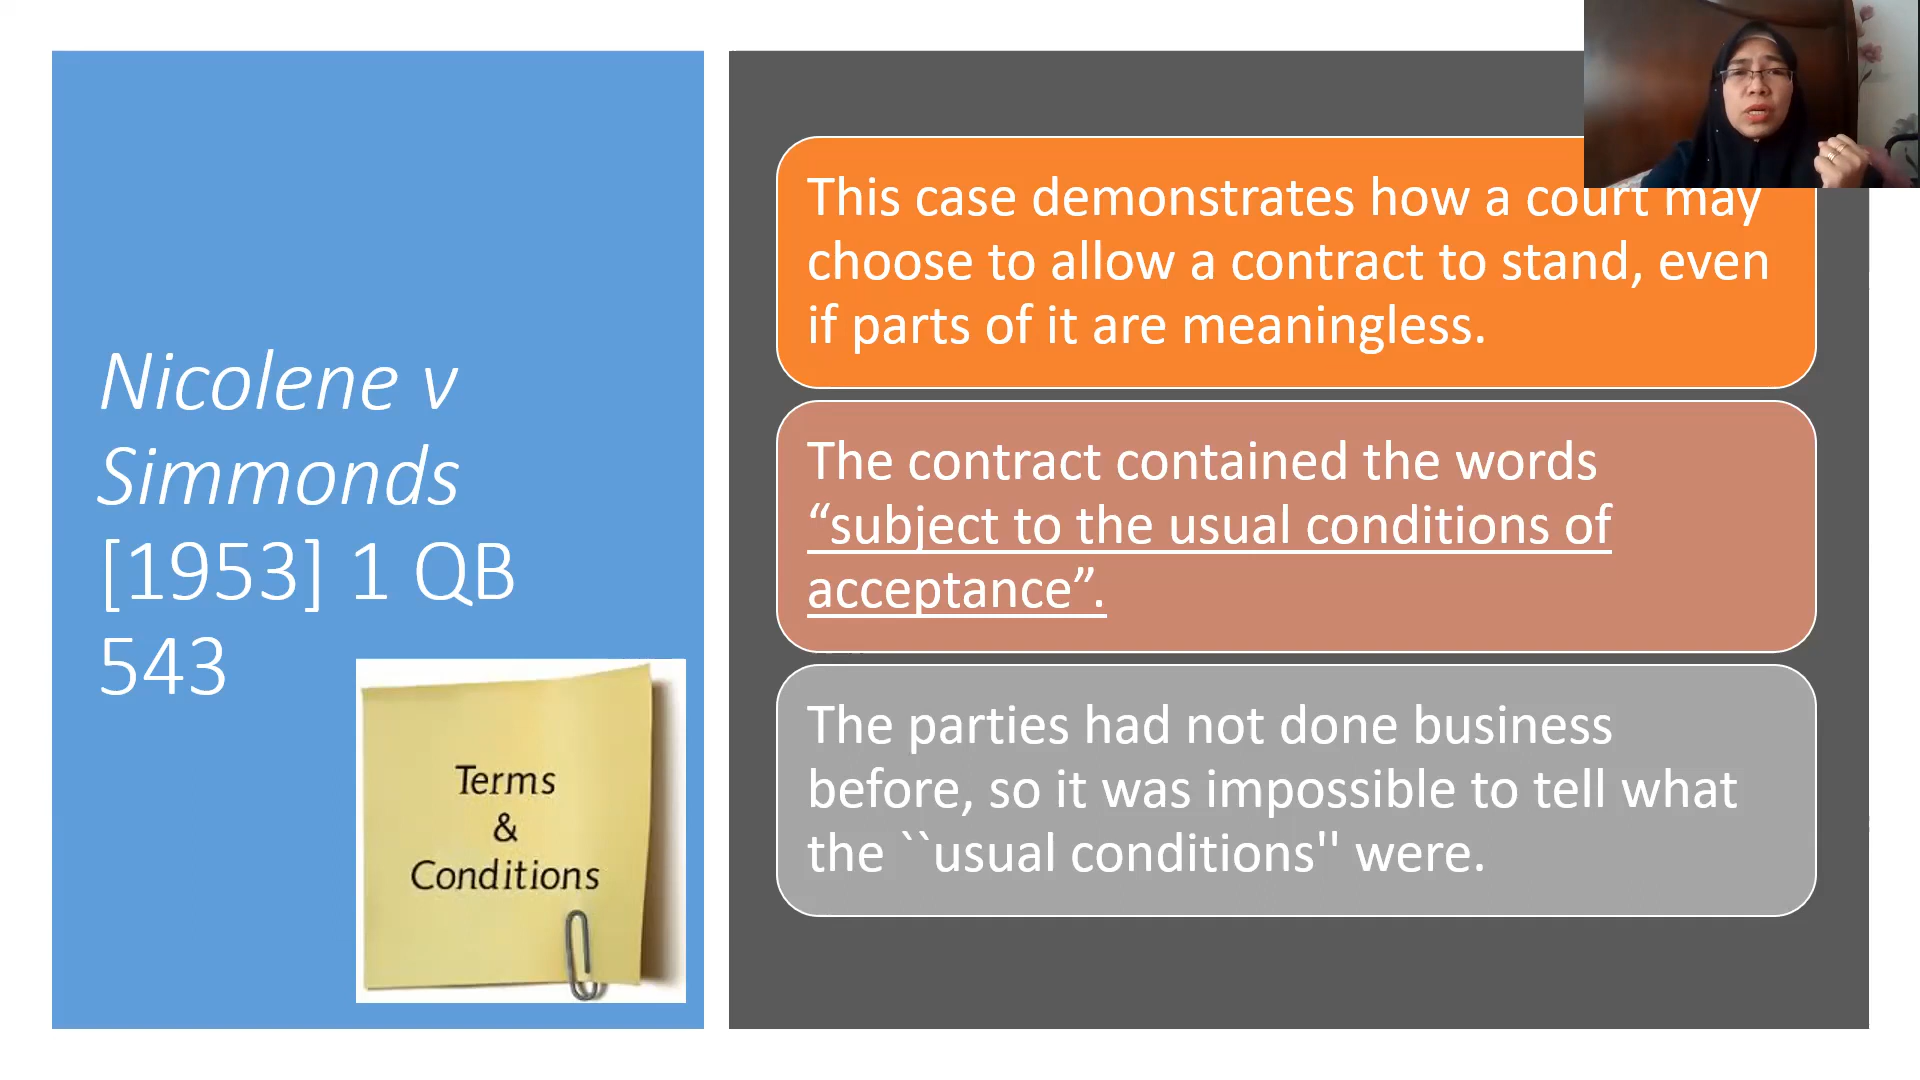 Nicolene v
Simmonds
[1953] 1 QB
543
Terms
&
Conditions
This case demonstrates how a court may
choose to allow a contract to stand, even
if parts of it are meaningless.
The contract contained the words
“subject to the usual conditions of
acceptance”.
The parties had not done business
before, so it was impossible to tell what
the ``usual conditions'' were.